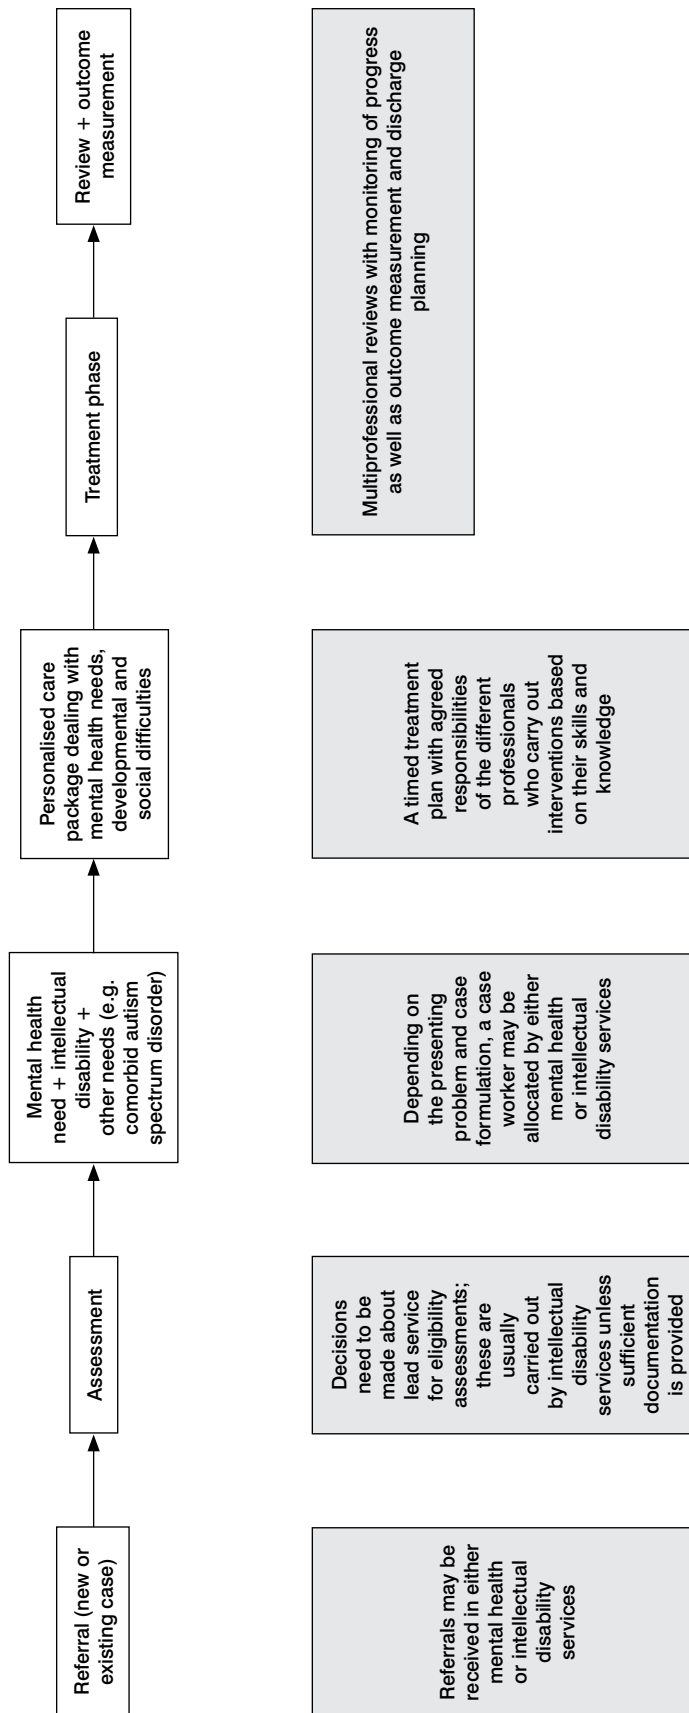 Referral (new or
existing case)
Assessment
Mental health
need + intellectual
disability +
other needs (e.g.
comorbid autism
spectrum disorder)
Personalised care
package dealing with
mental health needs,
developmental and
social difficulties
Treatment phase
Review + outcome
measurement
Referrals may be
received in either
mental health
or intellectual
disability
services
Decisions
need to be
made about
lead service
for eligibility
assessments;
these are
usually
carried out
by intellectual
disability
services unless
sufficient
documentation
is provided
Depending on
the presenting
problem and case
formulation, a case
worker may be
allocated by either
mental health
or intellectual
disability services
A timed treatment
plan with agreed
responsibilities
of the different
professionals
who carry out
interventions based
on their skills and
knowledge
Multiprofessional reviews with monitoring of progress
as well as outcome measurement and discharge
planning